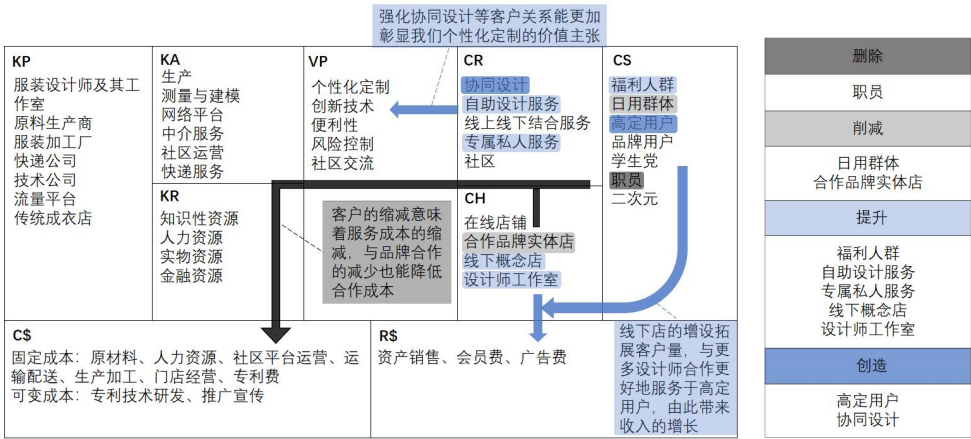 强化协同设计等客户关系能更加
彰显我们个性化定制的价值主张
KP
服装设计师及其工
作室
原料生产商
服装加工厂
快递公司
技术公司
流量平台
传统成衣店
KA
生产
测量与建模
网络平台
中介服务
社区运营
快递服务
KR
知识性资源
人力资源
实物资源
金融资源
VP
个性化定制
创新技术
便利性
风险控制
社区交流
客户的缩减意味
着服务成本的缩
减，与品牌合作
的减少也能降低
合作成本
CR
协同设计
自助设计服务
线上线下结合服务
专属私人服务
社区
CH
在线店铺
合作品牌实体店
线下概念店
设计师工作室
CS
福利人群
日用群体
高定用户
品牌用户
学生党
职员
二次元
C$
固定成本：原材料、人力资源、社区平台运营、运
输配送、生产加工、门店经营、专利费
可变成本：专利技术研发、推广宣传
R$
资产销售、会员费、广告费
线下店的增设拓
展客户量，与更
多设计师合作更
好地服务于高定
用户，由此带来
收入的增长
删除
职员
削减
日用群体
合作品牌实体店
提升
福利人群
自助设计服务
专属私人服务
线下概念店
设计师工作室
创造
高定用户
协同设计